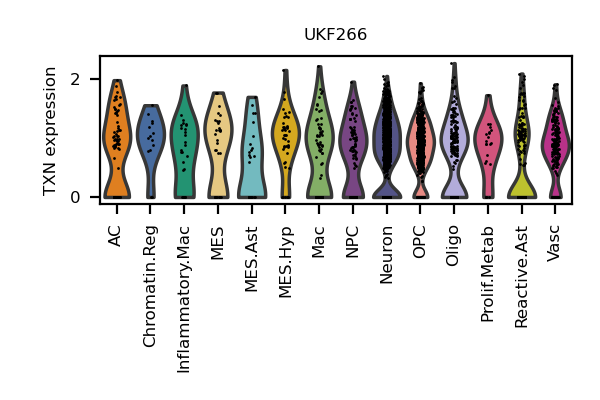 UKF266
TXN expression
2
0
AC
Chromatin.Reg
Inflammatory.Mac
MES
MES.Ast
MES.Hyp
Mac
NPC
Neuron
OPC
Oligo
Prolif.Metab
Reactive.Ast
Vasc